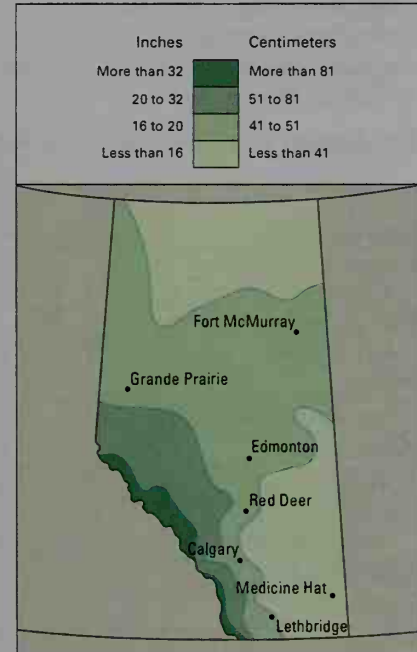 Inches Centimeters
More than 32 More than 81
20 to 32 51 to 81
16 to 20 41 to 51
Less than 16 Less than 41
Fort McMurray
Grande Prairie
Edmonton
Red Deer
Calgary
Medicine Hat
Lethbridge